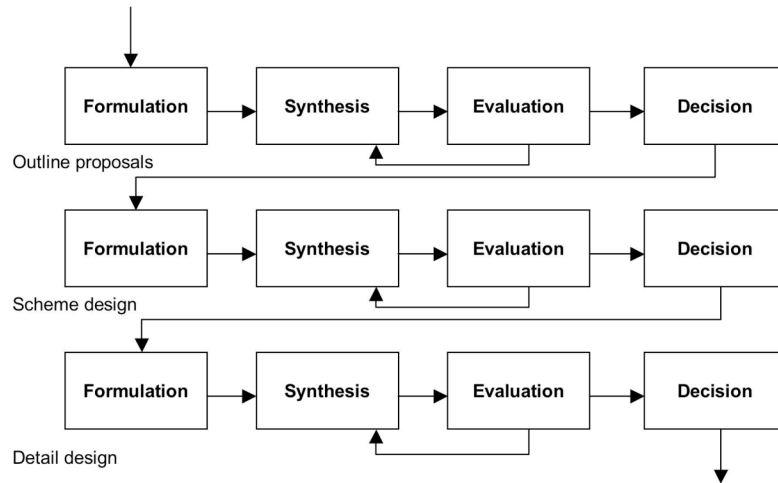 Formulation
Synthesis
Evaluation
Decision
Outline proposals
Formulation
Synthesis
Evaluation
Decision
Scheme design
Formulation
Synthesis
Evaluation
Decision
Detail design